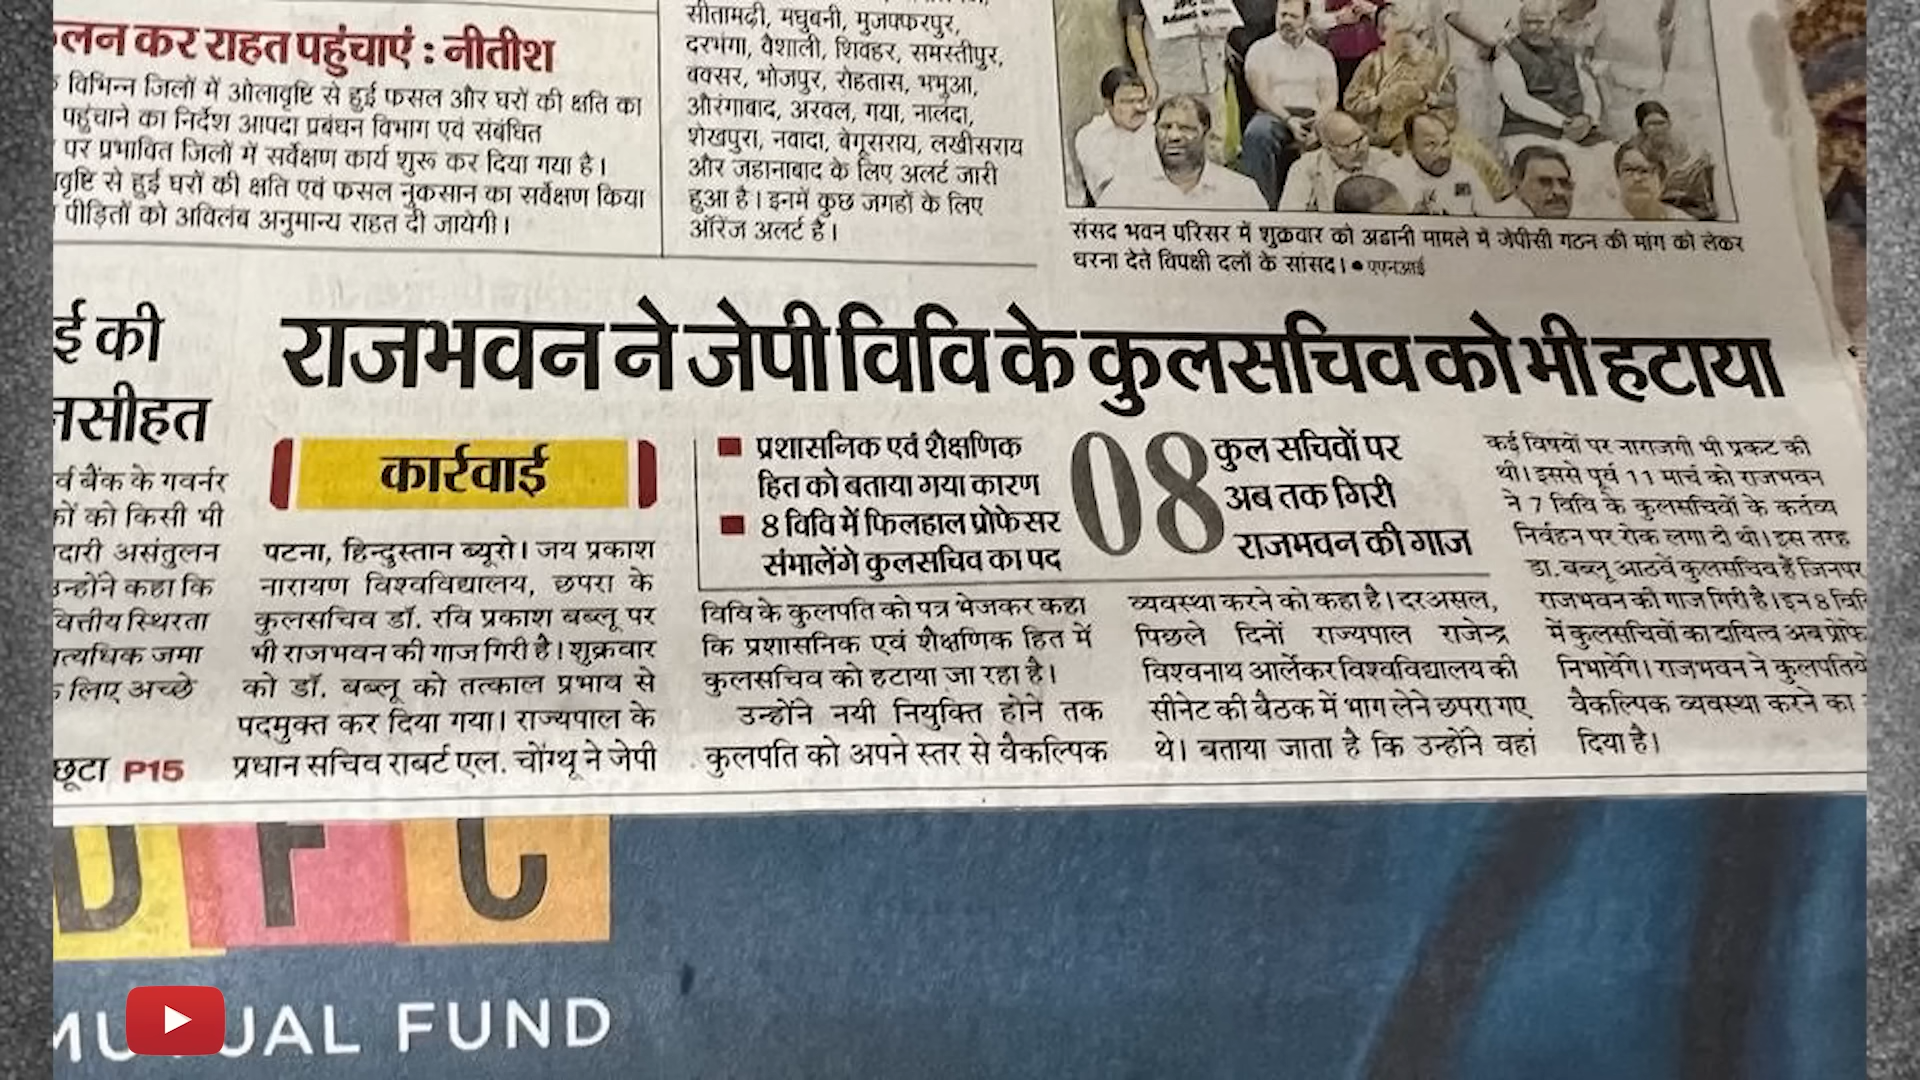 कर राहत पहुंचाएं : नीतीश
विभिन्न जिलों में ओलावृष्टि से हुई फसल और घरों की क्षति का
पहुंचाने का निर्देश आपदा प्रबंधन विभाग एवं संबंधित
पर प्रभावित जिलों में सर्वेक्षण कार्य शुरू कर दिया गया है।
से हुई घरों की क्षति एवं फसल नुकसान का सर्वेक्षण किया
पीड़ितों को अविलंब अनुमान्य राहत दी जायेगी।
सीतामढ़ी, मधुबनी, मुजफ्फरपुर,
दरभंगा, वैशाली, शिवहर, समस्तीपुर,
बक्सर, भोजपुर, रोहतास, भभुआ,
औरंगाबाद, अरवल, गया, नालंदा,
शेखपुरा, नवादा, बेगूसराय, लखीसराय
और जहानाबाद के लिए अलर्ट जारी
हुआ है। इनमें कुछ जगहों के लिए
ऑरेंज अलर्ट है।
संसद भवन परिसर में शुक्रवार को अडानी मामले में जेपीसी गठन की मांग को लेकर
धरना देते विपक्षी दलों के सांसद। ● एएनआई
ई की
नसीहत
बैंक के गवर्नर
को किसी भी
असंतुलन
कहा कि
वित्तीय स्थिरता
जमा
लिए अच्छे
छूटा P15
राजभवन ने जेपी विवि के कुलसचिव को भी हटाया
कार्रवाई
पटना, हिन्दुस्तान ब्यूरो। जय प्रकाश
नारायण विश्वविद्यालय, छपरा के
कुलसचिव डॉ. रवि प्रकाश बब्लू पर
भी राजभवन की गाज गिरी है। शुक्रवार
को डॉ. बब्लू को तत्काल प्रभाव से
पदमुक्त कर दिया गया। राज्यपाल के
प्रधान सचिव राबर्ट एल. चोंग्थू ने जेपी
■ प्रशासनिक एवं शैक्षणिक
हित को बताया गया कारण
■ 8 विवि में फिलहाल प्रोफेसर
संभालेंगे कुलसचिव का पद
08 कुल सचिवों पर
अब तक गिरी
राजभवन की गाज
विवि के कुलपति को पत्र भेजकर कहा
कि प्रशासनिक एवं शैक्षणिक हित में
कुलसचिव को हटाया जा रहा है।
उन्होंने नयी नियुक्ति होने तक
कुलपति को अपने स्तर से वैकल्पिक
व्यवस्था करने को कहा है। दरअसल,
पिछले दिनों राज्यपाल राजेन्द्र
विश्वनाथ आर्लेकर विश्वविद्यालय की
सीनेट की बैठक में भाग लेने छपरा गए
थे। बताया जाता है कि उन्होंने वहां
कई विषयों पर नाराजगी भी प्रकट की
थी। इससे पूर्व 11 मार्च को राजभवन
ने 7 विवि के कुलसचिवों के कर्तव्य
निर्वहन पर रोक लगा दी थी। इस तरह
डा. बब्लू आठवें कुलसचिव हैं जिनपर
राजभवन की गाज गिरी है। इन 8 विवि
में कुलसचिवों का दायित्व अब प्रोफे
निभायेंगे। राजभवन ने कुलपतियों
वैकल्पिक व्यवस्था करने का
दिया है।
DFC
MUTUAL FUND